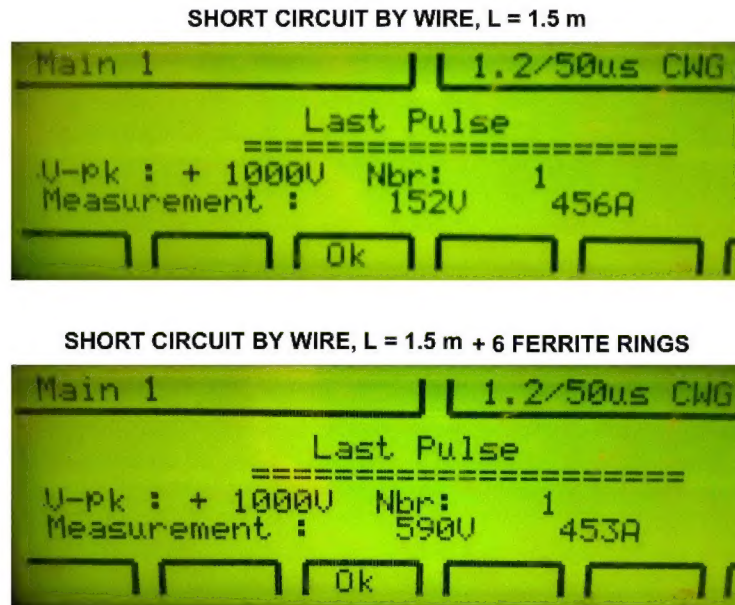 SHORT CIRCUIT BY WIRE, L = 1.5 m
Main 1 1.2/50us CWG
Last Pulse
=====================
V-pk : + 1000V Nbr: 1
Measurement : 152V 456A
Ok
SHORT CIRCUIT BY WIRE, L = 1.5 m + 6 FERRITE RINGS
Main 1 1.2/50us CWG
Last Pulse
=====================
V-pk : + 1000V Nbr: 1
Measurement : 590V 453A
Ok